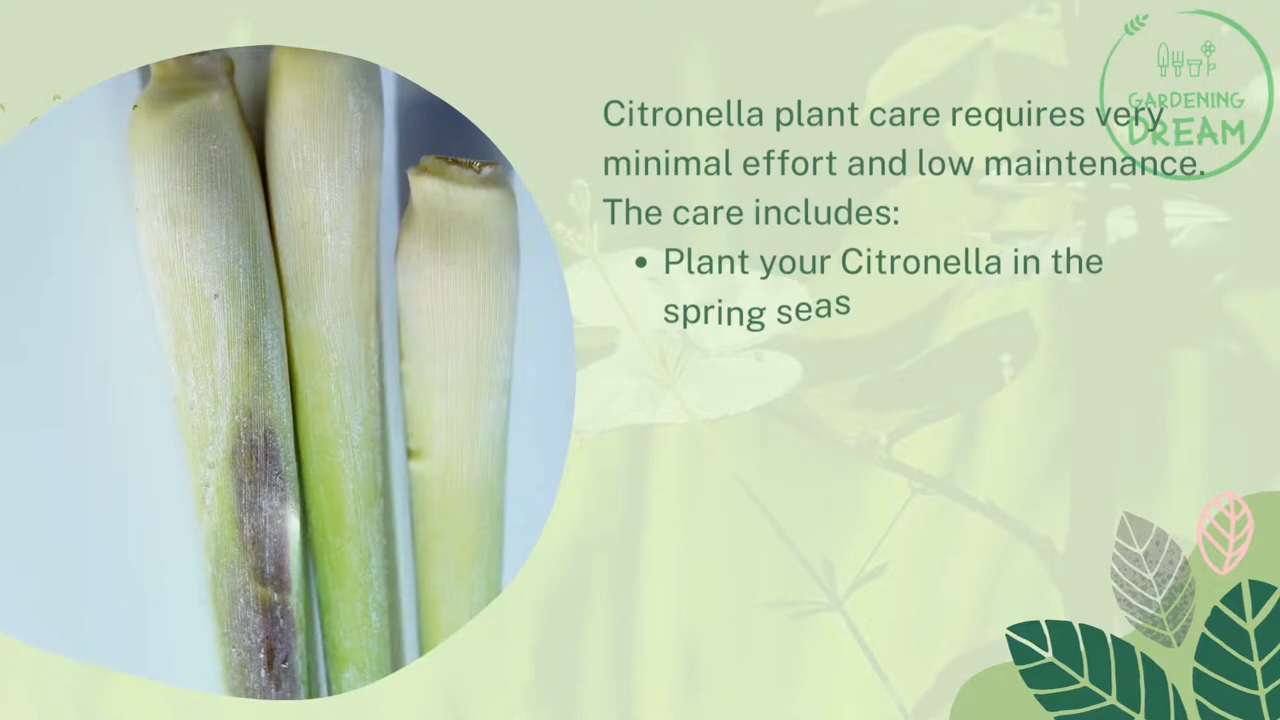 GARDENING
DREAM
Citronella plant care requires very
minimal effort and low maintenance.
The care includes:
• Plant your Citronella in the
spring seas